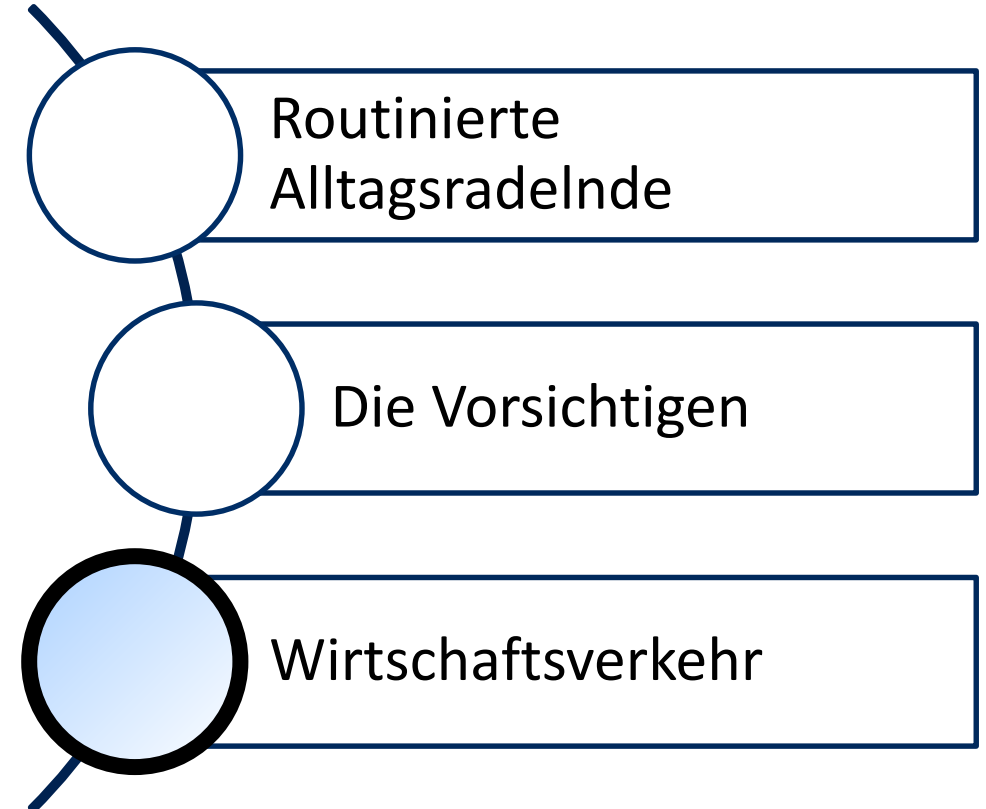 Routinierte
Alltagsradelnde
Die Vorsichtigen
Wirtschaftsverkehr